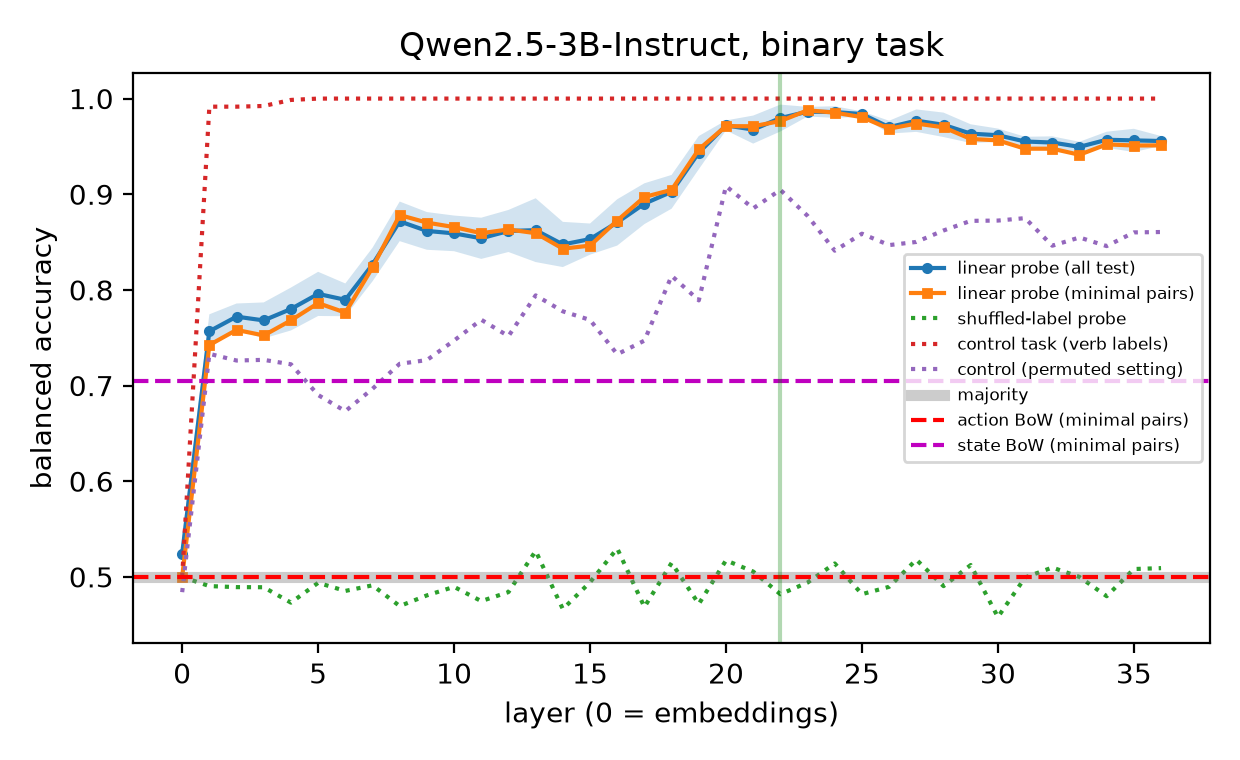 Qwen2.5-3B-Instruct, binary task
balanced accuracy
1.0
0.9
0.8
0.7
0.6
0.5
linear probe (all test)
linear probe (minimal pairs)
shuffled-label probe
control task (verb labels)
control (permuted setting)
majority
action BoW (minimal pairs)
state BoW (minimal pairs)
0 5 10 15 20 25 30 35
layer (0 = embeddings)